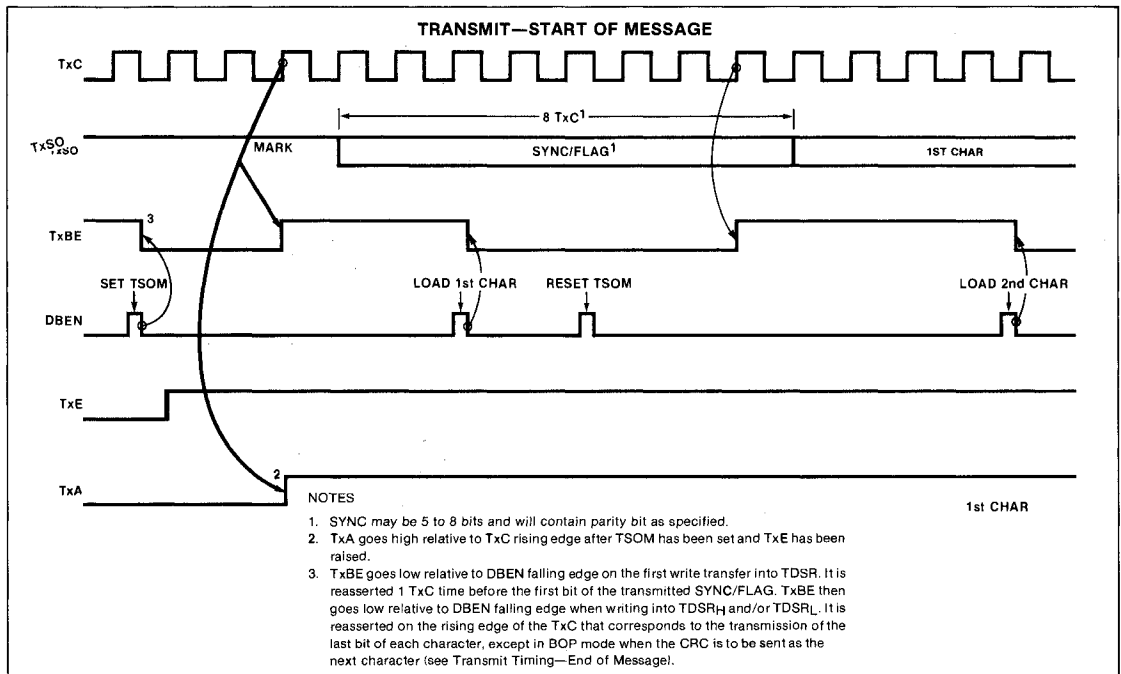 TRANSMIT—START OF MESSAGE
TxC
8 TxC1
TxSO
TxSO
MARK
SYNC/FLAG1
1ST CHAR
3
TxBE
SET TSOM
LOAD 1st CHAR
RESET TSOM
LOAD 2nd CHAR
DBEN
TxE
2
TxA
NOTES
1st CHAR
1. SYNC may be 5 to 8 bits and will contain parity bit as specified.
2. TxA goes high relative to TxC rising edge after TSOM has been set and TxE has been
raised.
3. TxBE goes low relative to DBEN falling edge on the first write transfer into TDSR. It is
reasserted 1 TxC time before the first bit of the transmitted SYNC/FLAG. TxBE then
goes low relative to DBEN falling edge when writing into TDSRH and/or TDSRL. It is
reasserted on the rising edge of the TxC that corresponds to the transmission of the
last bit of each character, except in BOP mode when the CRC is to be sent as the
next character (see Transmit Timing—End of Message).